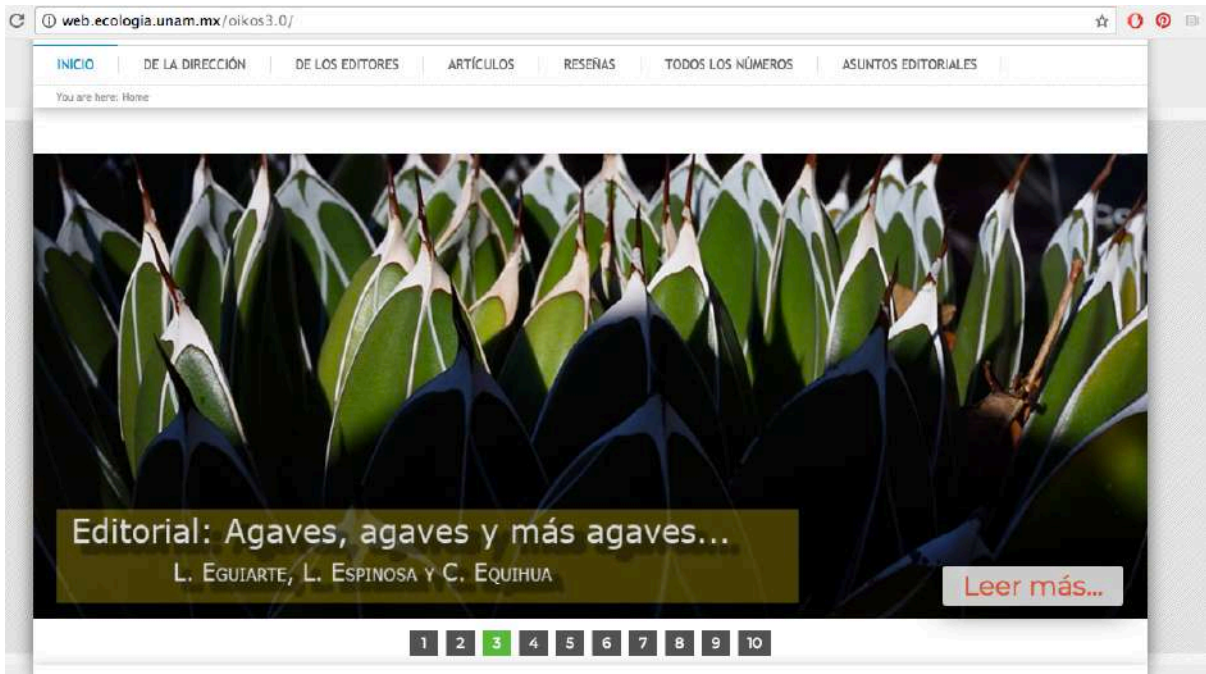 web.ecologia.unam.mx/oikos3.0/
INICIO DE LA DIRECCIÓN DE LOS EDITORES ARTÍCULOS RESEÑAS TODOS LOS NÚMEROS ASUNTOS EDITORIALES
You are here: Home
Editorial: Agaves, agaves y más agaves...
L. EGUIARTE, L. ESPINOSA Y C. EQUIHUA
Leer más...
1 2 3 4 5 6 7 8 9 10